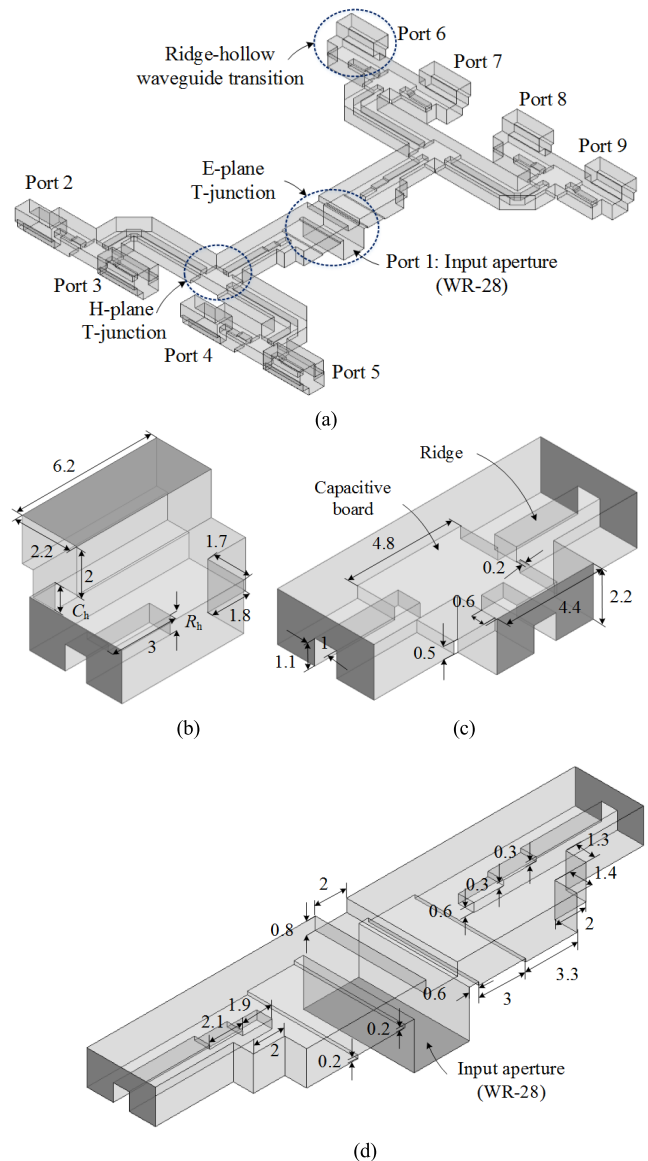 Port 6
Ridge-hollow
waveguide transition
Port 7
Port 8
E-plane
T-junction
Port 9
Port 2
Port 3
Port 1: Input aperture
(WR-28)
H-plane
T-junction
Port 4
Port 5
(a)
6.2
2.2
2
1.7
Ch
Rh
1.8
3
(b)
Ridge
Capacitive
board
4.8
0.2
0.6
4.4
2.2
1.1
1
0.5
(c)
0.3
1.3
0.3
1.4
2
0.6
2
0.8
3.3
0.6
3
1.9
2.1
2
0.2
0.2
Input aperture
(WR-28)
(d)